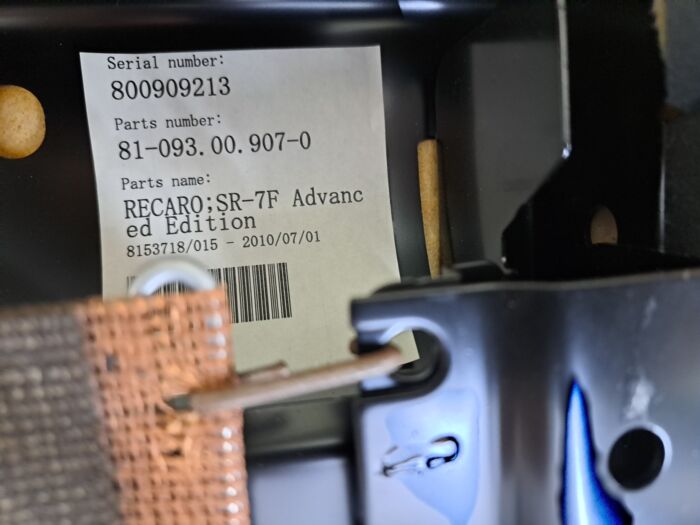 Serial number:
800909213
Parts number:
81-093.00.907-0
Parts name:
RECARO;SR-7F Advanc
ed Edition
8153718/015 - 2010/07/01